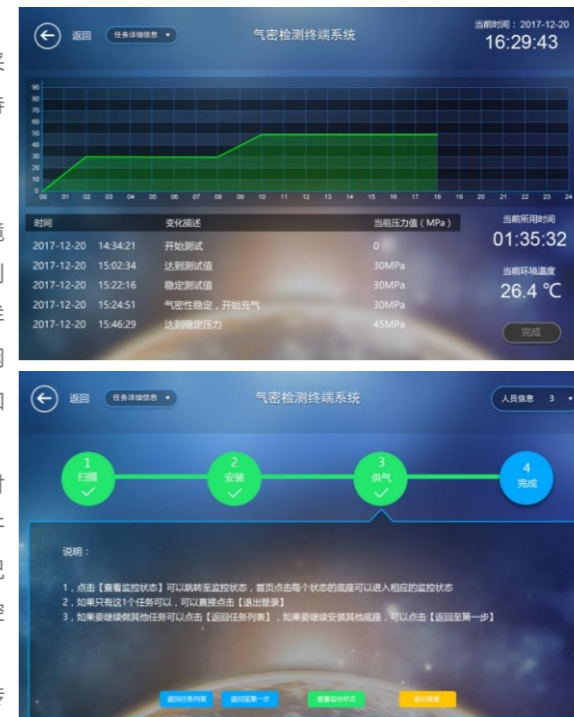 返回
任务详细信息
气密检测终端系统
当前时间：2017-12-20
16:29:43
90
80
70
60
50
40
30
20
10
0
00 01 02 03 04 05 06 07 08 09 10 11 12 13 14 15 16 17 18 19 20 21 22 23 24
时间 变化描述 当前压力值（MPa）
2017-12-20 14:34:21 开始测试 0
2017-12-20 15:02:34 达到测试值 30MPa
2017-12-20 15:22:16 稳定测试值 30MPa
2017-12-20 15:24:51 气密性稳定，开始充气 30MPa
2017-12-20 15:46:29 达到稳定压力 45MPa
当前所用时间
01:35:32
当前环境温度
26.4 ℃
完成
返回
任务详细信息
气密检测终端系统
人员信息 3
1
扫描
2
安装
3
供气
4
完成
说明：
1，点击【查看监控状态】可以跳转至监控状态，首页点击每个状态的底座可以进入相应的监控状态
2，如果只有这1个任务可以，可以直接点击【退出登录】
3，如果要继续做其他任务可以点击【返回任务列表】，如果要继续安装其他底座，可以点击【返回至第一步】
返回任务列表
返回至第一步
查看监控状态
退出登录